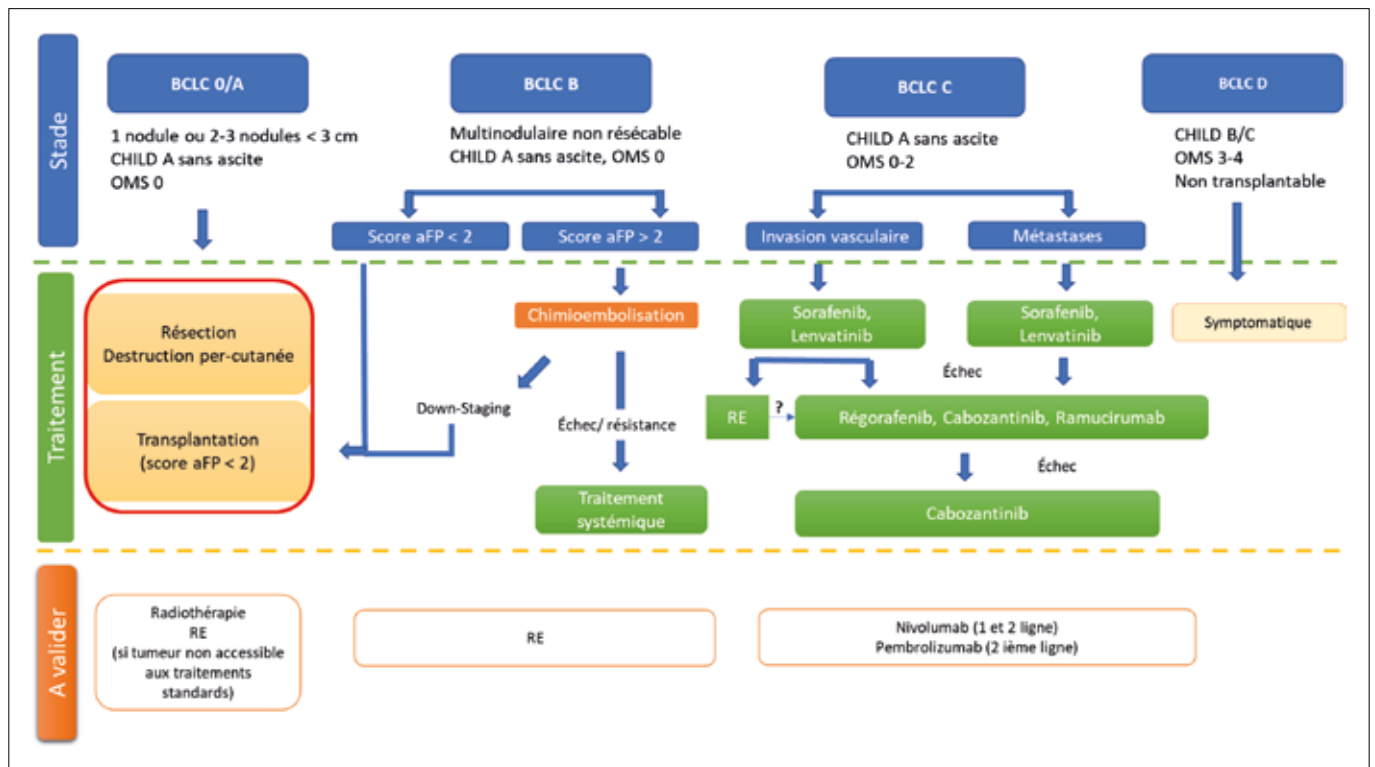 Stade
BCLC 0/A
1 nodule ou 2-3 nodules < 3 cm
CHILD A sans ascite
OMS 0
BCLC B
Multinodulaire non résécable
CHILD A sans ascite, OMS 0
Score aFP < 2
Score aFP > 2
BCLC C
CHILD A sans ascite
OMS 0-2
Invasion vasculaire
Métastases
BCLC D
CHILD B/C
OMS 3-4
Non transplantable
Traitement
Résection
Destruction per-cutanée
Transplantation
(score aFP < 2)
Chimioembolisation
Down-Staging
Échec/ résistance
Traitement
systémique
Sorafenib,
Lenvatinib
Sorafenib,
Lenvatinib
Échec
RE
?
Régorafenib, Cabozantinib, Ramucirumab
Échec
Cabozantinib
Symptomatique
A valider
Radiothérapie
RE
(si tumeur non accessible
aux traitements
standards)
RE
Nivolumab (1 et 2 ligne)
Pembrolizumab (2 ième ligne)